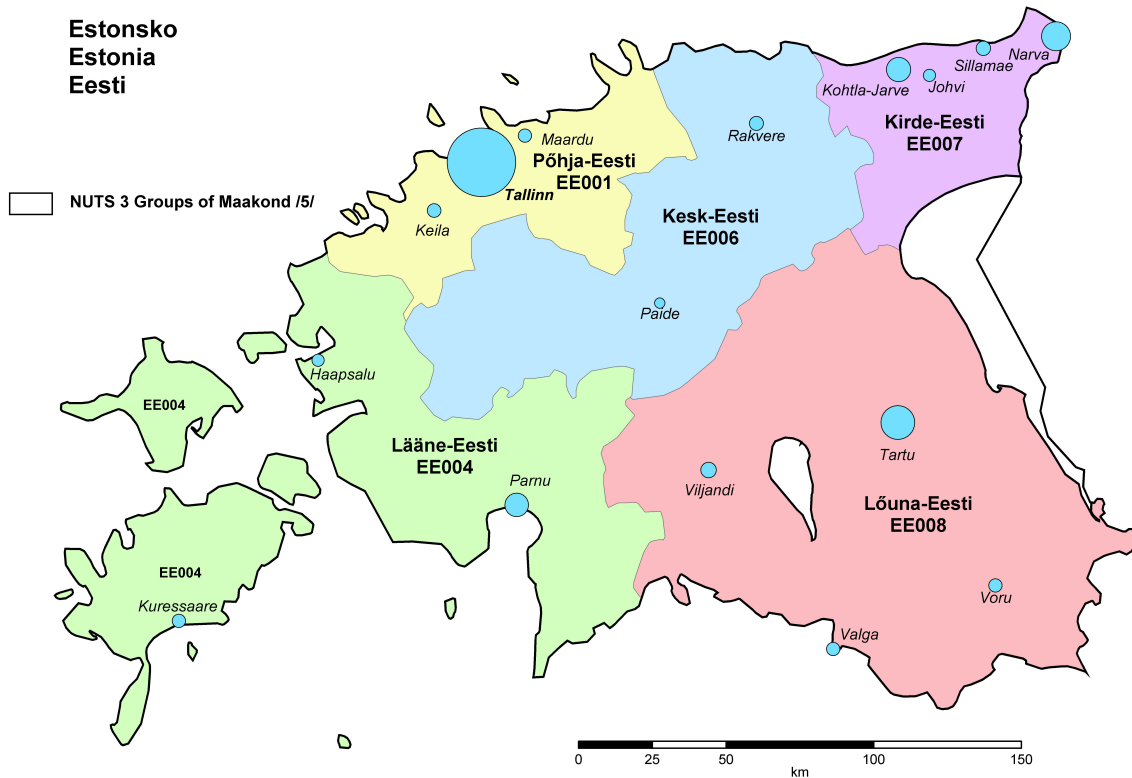 Estonsko
Estonia
Eesti
NUTS 3 Groups of Maakond /5/
Narva
Sillamae
Kohtla-Jarve
Johvi
Kirde-Eesti
EE007
Rakvere
Maardu
Pőhja-Eesti
EE001
Tallinn
Keila
Kesk-Eesti
EE006
Paide
Haapsalu
EE004
Lääne-Eesti
EE004
Parnu
Tartu
Viljandi
Lőuna-Eesti
EE008
EE004
Kuressaare
Voru
Valga
0 25 50 100 150
km